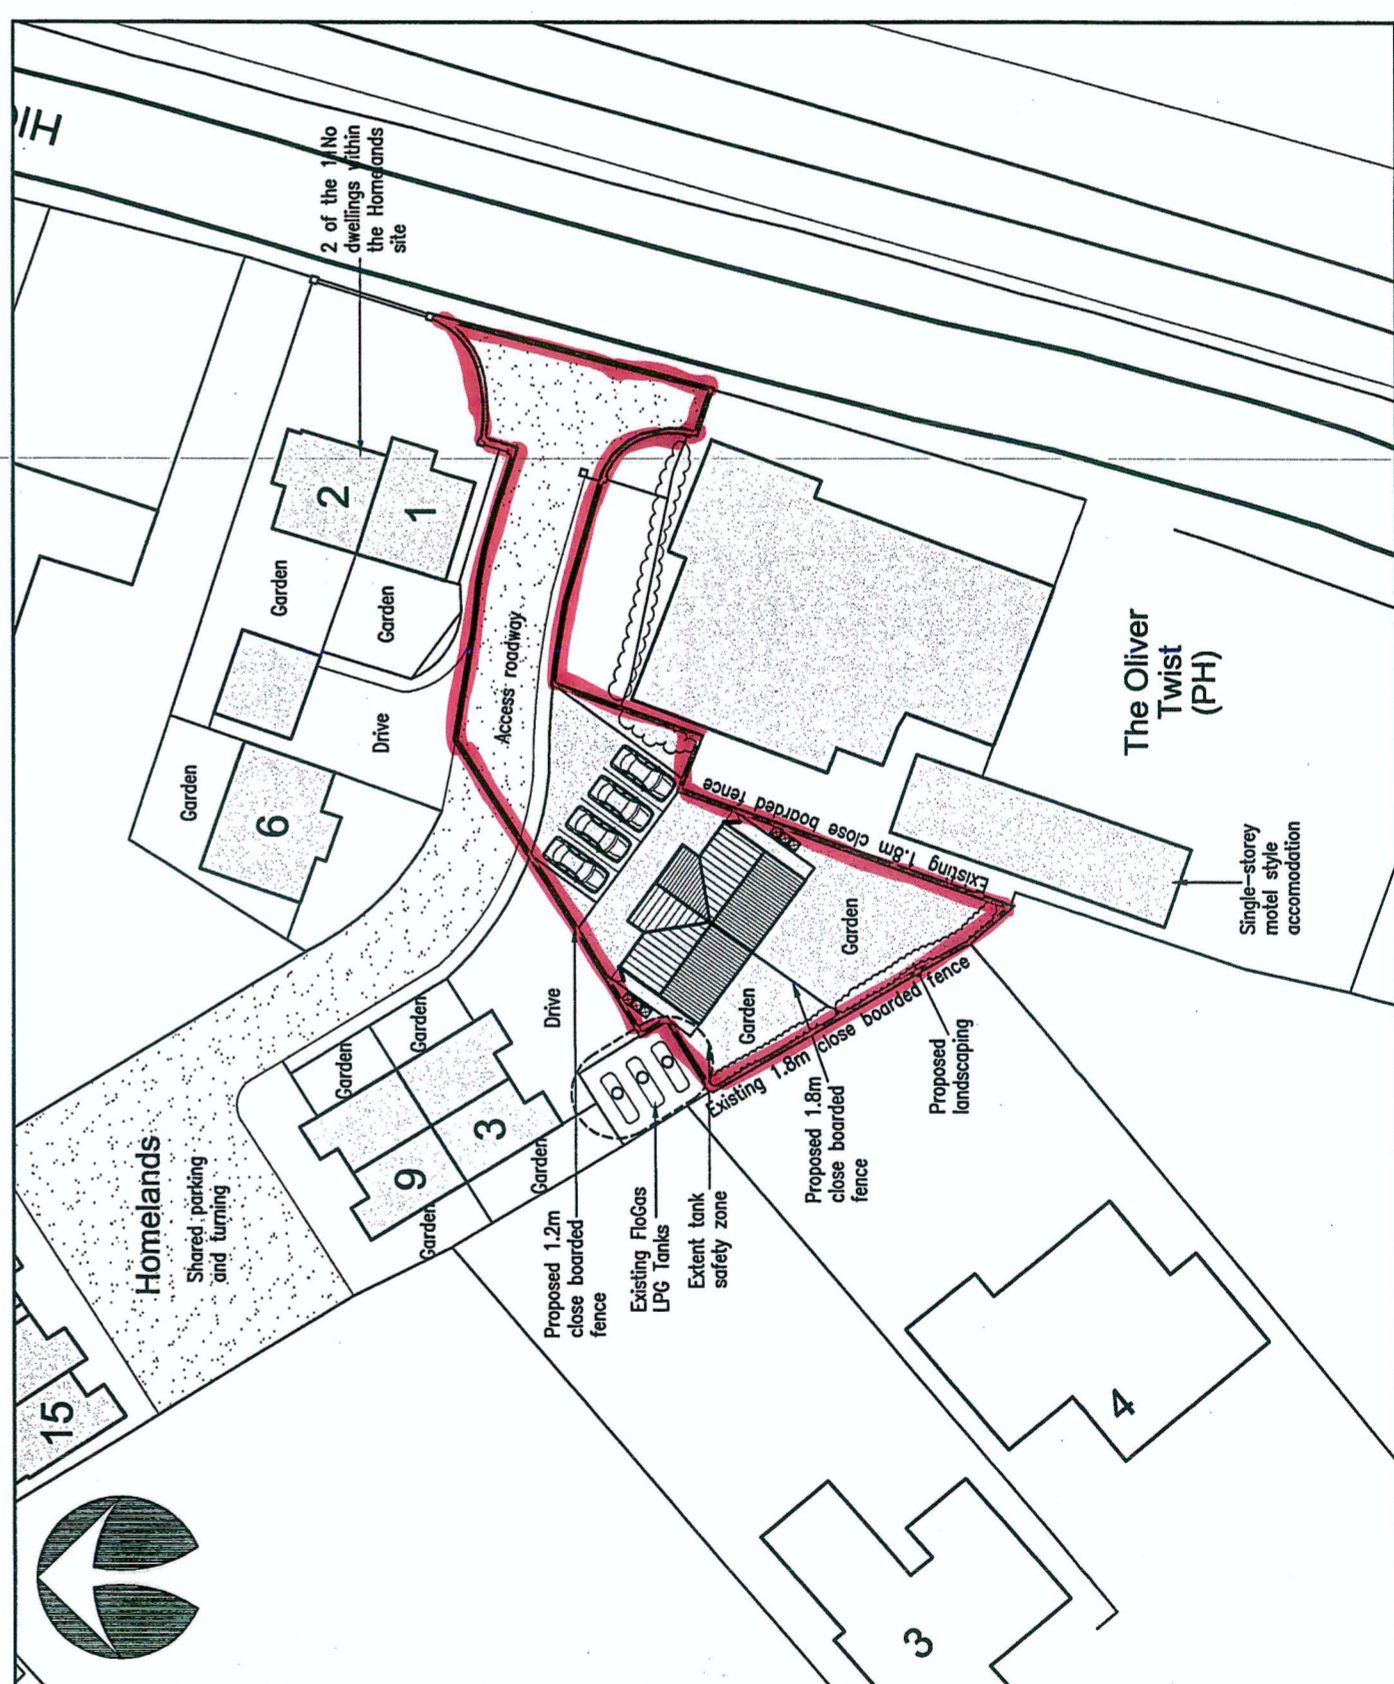 HIG
2 of the 11No
dwellings within
the Homelands
site
2
1
Garden
Garden
Drive
Garden
6
Access roadway
Existing 1.8m close boarded fence
The Oliver
Twist
(PH)
Single-storey
motel style
accomodation
Garden
Garden
Existing 1.8m close boarded fence
Proposed
landscaping
Proposed 1.8m
close boarded
fence
Extent tank
safety zone
Existing FloGas
LPG Tanks
Proposed 1.2m
close boarded
fence
Drive
Garden
Garden
3
9
Garden
Garden
Homelands
Shared parking
and turning
15
4
3